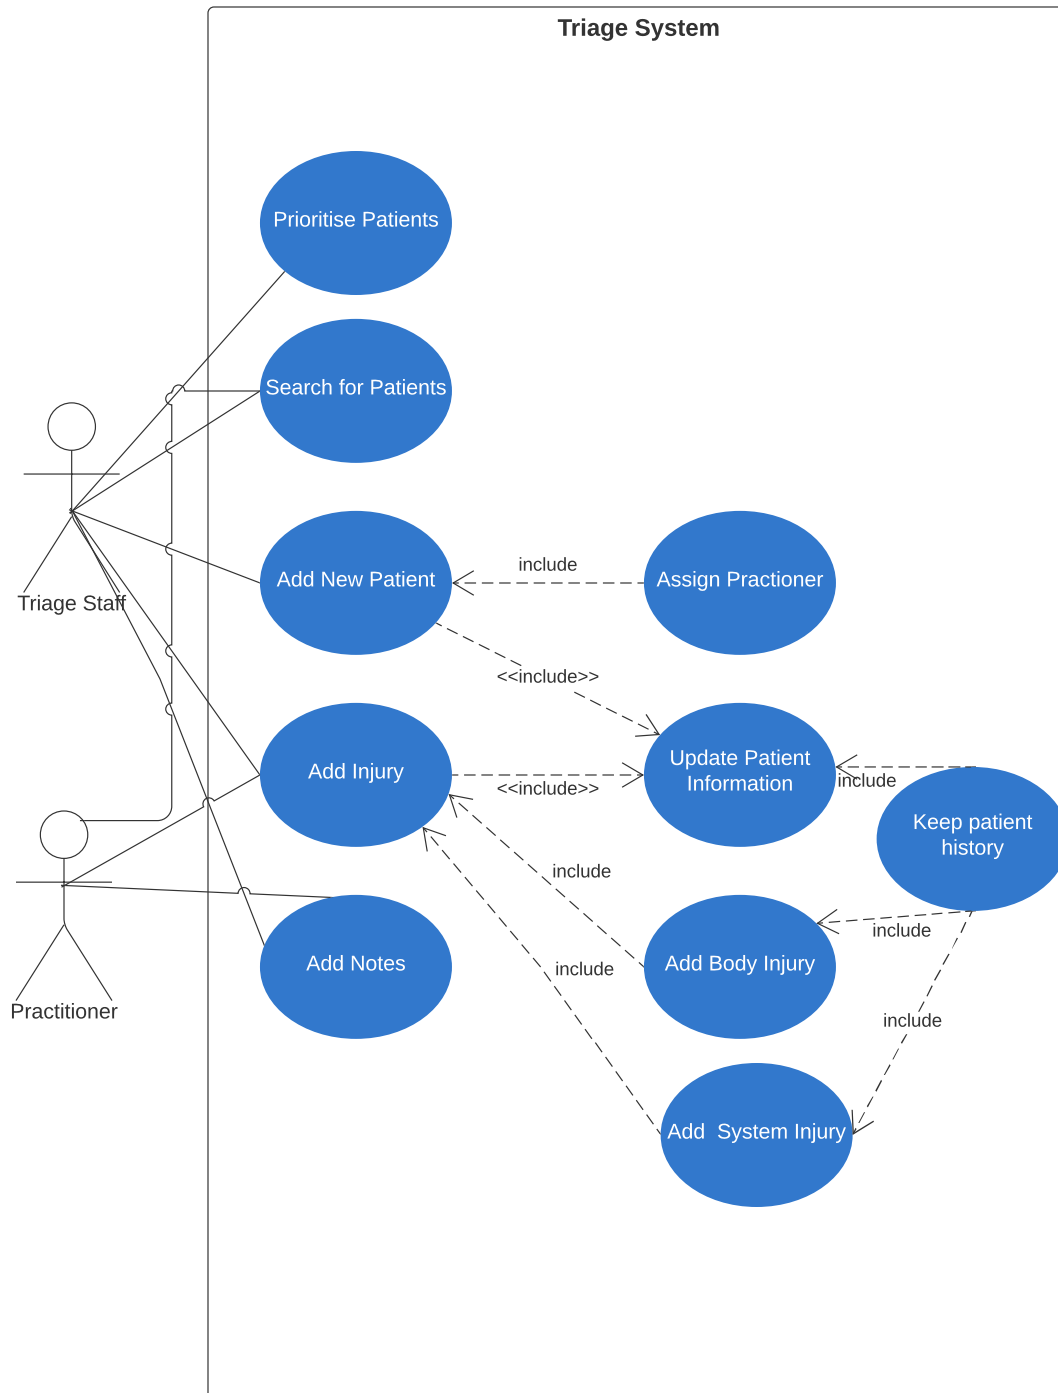 Triage System
Prioritise Patients
Search for Patients
Triage Staff
Add New Patient
include
Assign Practioner
<<include>>
Add Injury
<<include>>
Update Patient
Information
include
Keep patient
history
Practitioner
Add Notes
include
include
Add Body Injury
include
include
Add  System Injury